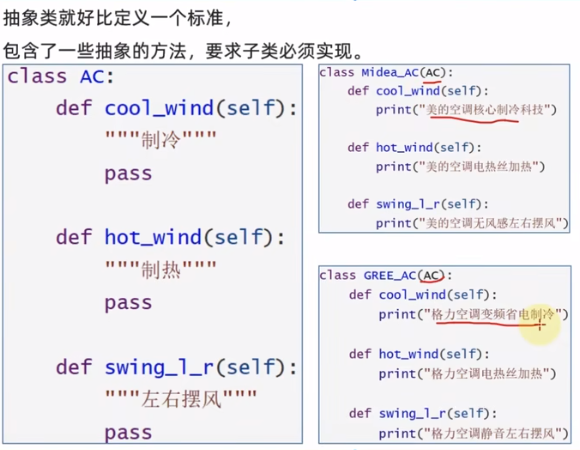 抽象类就好比定义一个标准，
包含了一些抽象的方法，要求子类必须实现。
class AC:
    def cool_wind(self):
        """制冷"""
        pass
    def hot_wind(self):
        """制热"""
        pass
    def swing_l_r(self):
        """左右摆风"""
        pass
class Midea_AC(AC):
    def cool_wind(self):
        print("美的空调核心制冷科技")
    def hot_wind(self):
        print("美的空调电热丝加热")
    def swing_l_r(self):
        print("美的空调无风感左右摆风")
class GREE_AC(AC):
    def cool_wind(self):
        print("格力空调变频省电制冷")
    def hot_wind(self):
        print("格力空调电热丝加热")
    def swing_l_r(self):
        print("格力空调静音左右摆风")